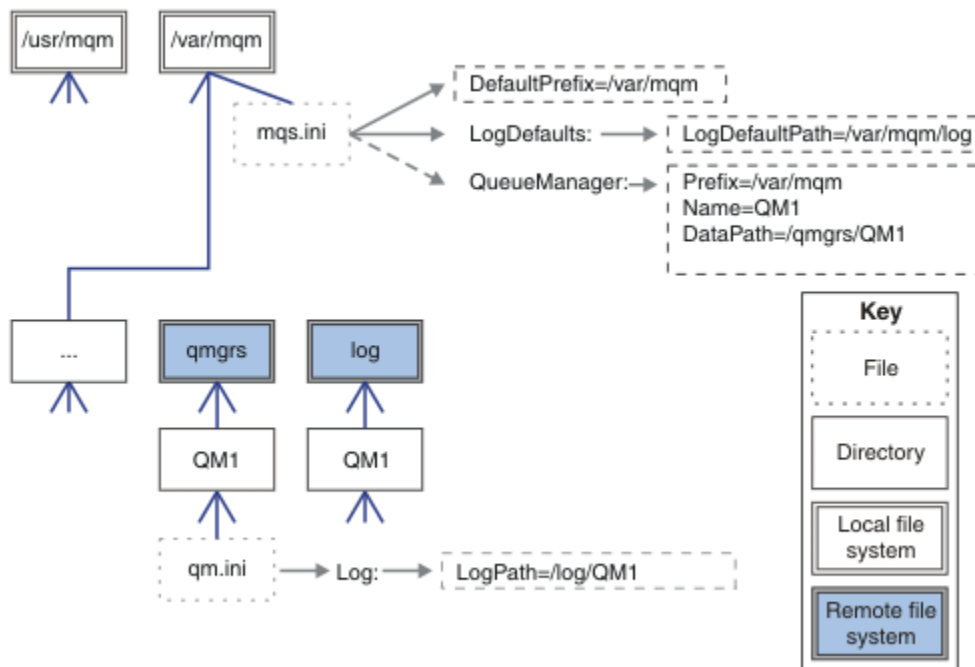 /usr/mqm
/var/mqm
DefaultPrefix=/var/mqm
mqs.ini
LogDefaults:
LogDefaultPath=/var/mqm/log
QueueManager:
Prefix=/var/mqm
Name=QM1
DataPath=/qmgrs/QM1
...
qmgrs
log
QM1
QM1
qm.ini
Log:
LogPath=/log/QM1
Key
File
Directory
Local file
system
Remote file
system